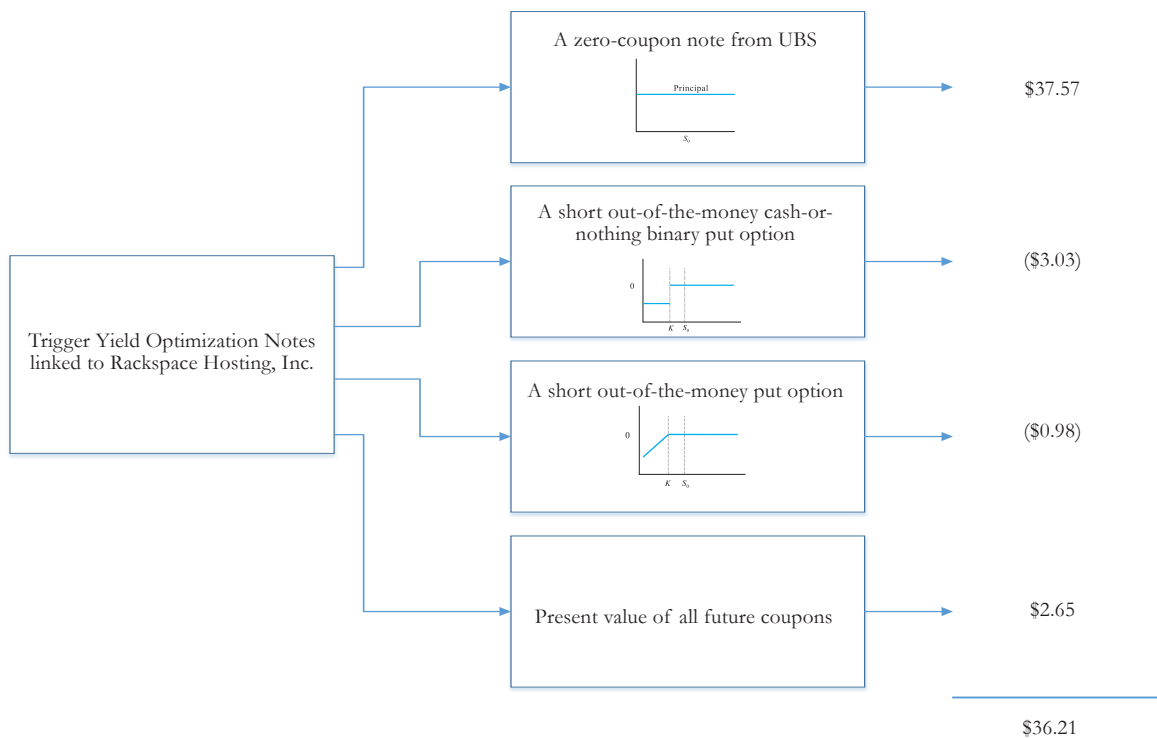 A zero-coupon note from UBS
Principal
S₀
$37.57
A short out-of-the-money cash-or-
nothing binary put option
0
K S₀
($3.03)
Trigger Yield Optimization Notes
linked to Rackspace Hosting, Inc.
A short out-of-the-money put option
0
K S₀
($0.98)
Present value of all future coupons
$2.65
$36.21